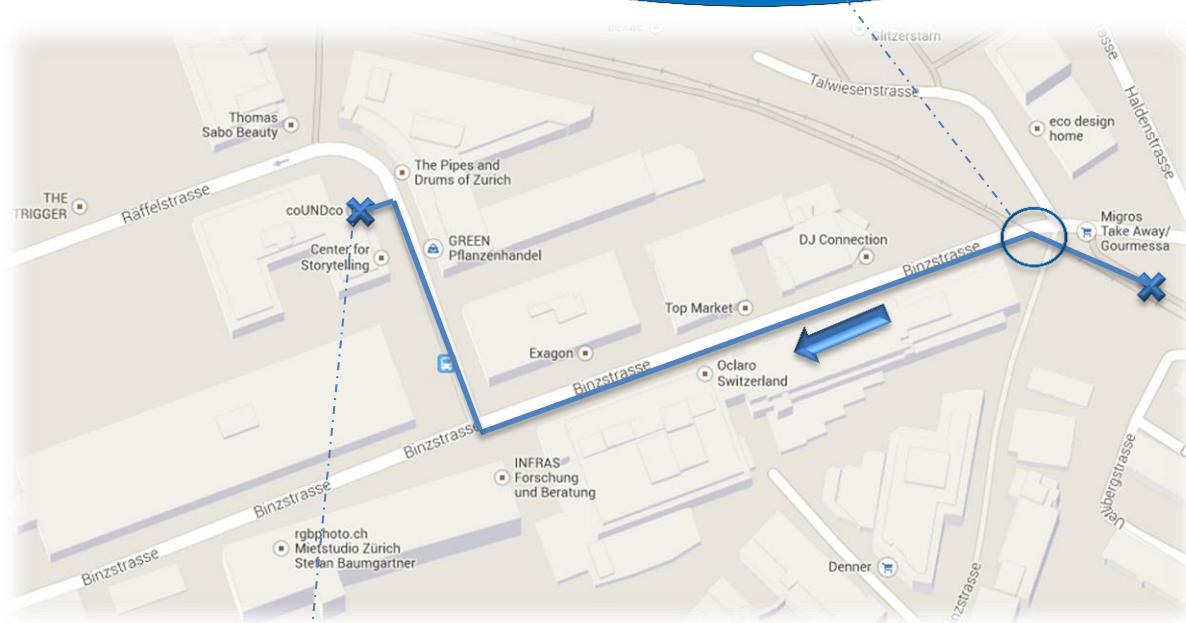 Glitzerstärn
Talwiesenstrasse
Haldenstrasse
eco design
home
Thomas
Sabo Beauty
The Pipes and
Drums of Zurich
THE
TRIGGER
Räffelstrasse
coUNDco
Center for
Storytelling
GREEN
Pflanzenhandel
DJ Connection
Binzstrasse
Migros
Take Away/
Gourmessa
Top Market
Exagon
Binzstrasse
Oclaro
Switzerland
Binzstrasse
INFRAS
Forschung
und Beratung
Binzstrasse
rgbphoto.ch
Mietstudio Zürich
Stefan Baumgartner
Binzstrasse
Denner
Uetlibergstrasse